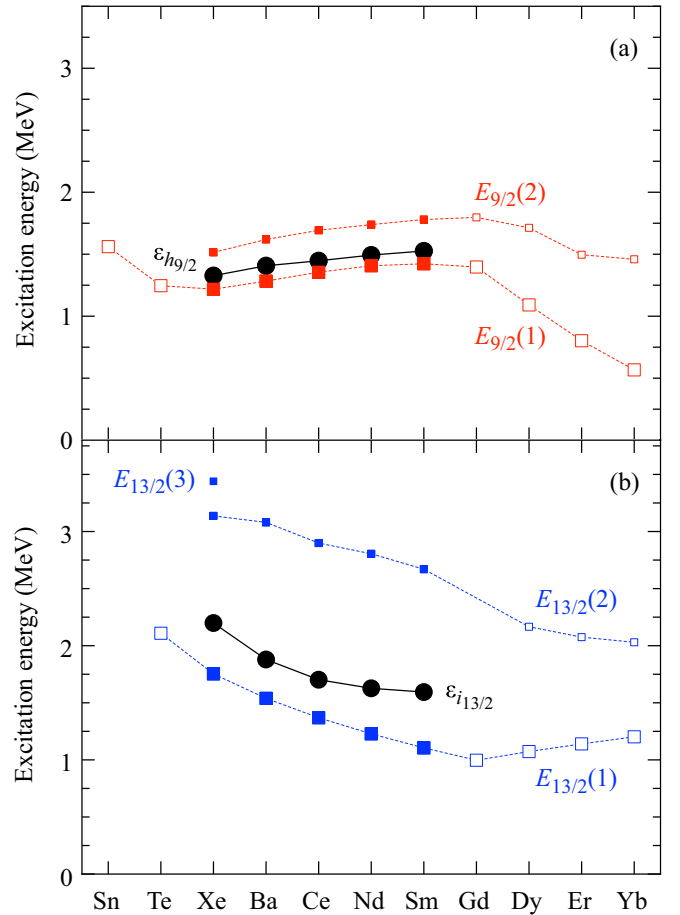 (a)
3
2
1
0
Excitation energy (MeV)
E9/2(2)
εh9/2
E9/2(1)
(b)
E13/2(3)
3
2
1
0
Excitation energy (MeV)
E13/2(2)
εi13/2
E13/2(1)
Sn Te Xe Ba Ce Nd Sm Gd Dy Er Yb